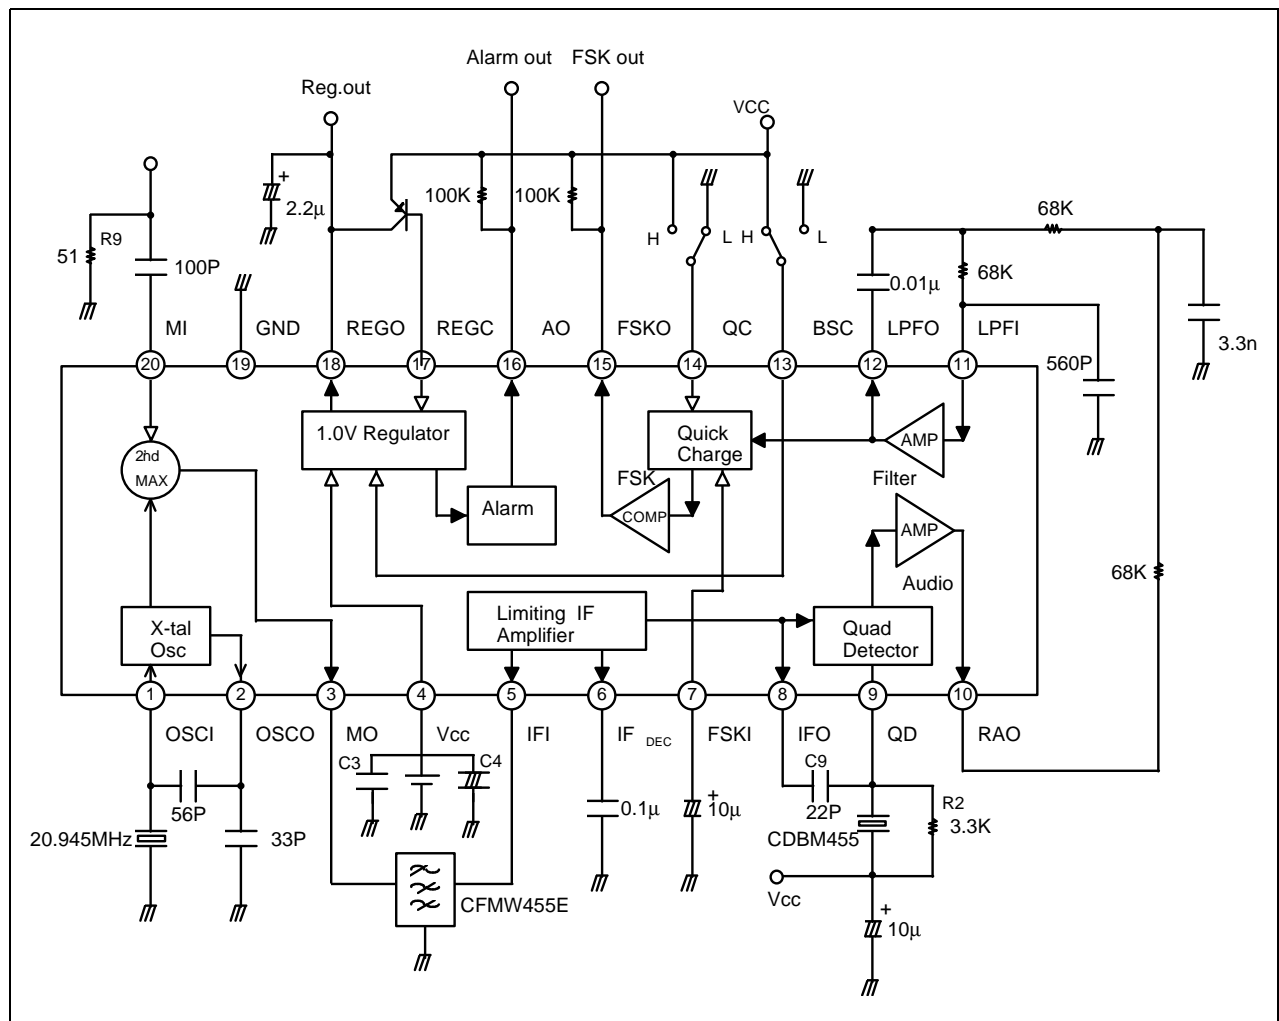 Alarm out
FSK out
Reg.out
VCC
+
2.2μ
100K
100K
H
L
H
L
68K
R9
51
100P
0.01μ
68K
3.3n
560P
MI
GND
REGO
REGC
AO
FSKO
QC
BSC
LPFO
LPFI
20
19
18
17
16
15
14
13
12
11
1.0V Regulator
Quick
Charge
AMP
2hd
MAX
FSK
Filter
Alarm
COMP
AMP
Audio
68K
X-tal
Osc
Limiting IF
Amplifier
Quad
Detector
1
2
3
4
5
6
7
8
9
10
OSCI
OSCO
MO
Vcc
IFI
IF DEC
FSKI
IFO
QD
RAO
C3
C4
C9
56P
0.1μ
+
10μ
22P
R2
3.3K
20.945MHz
33P
CDBM455
CFMW455E
Vcc
+
10μ